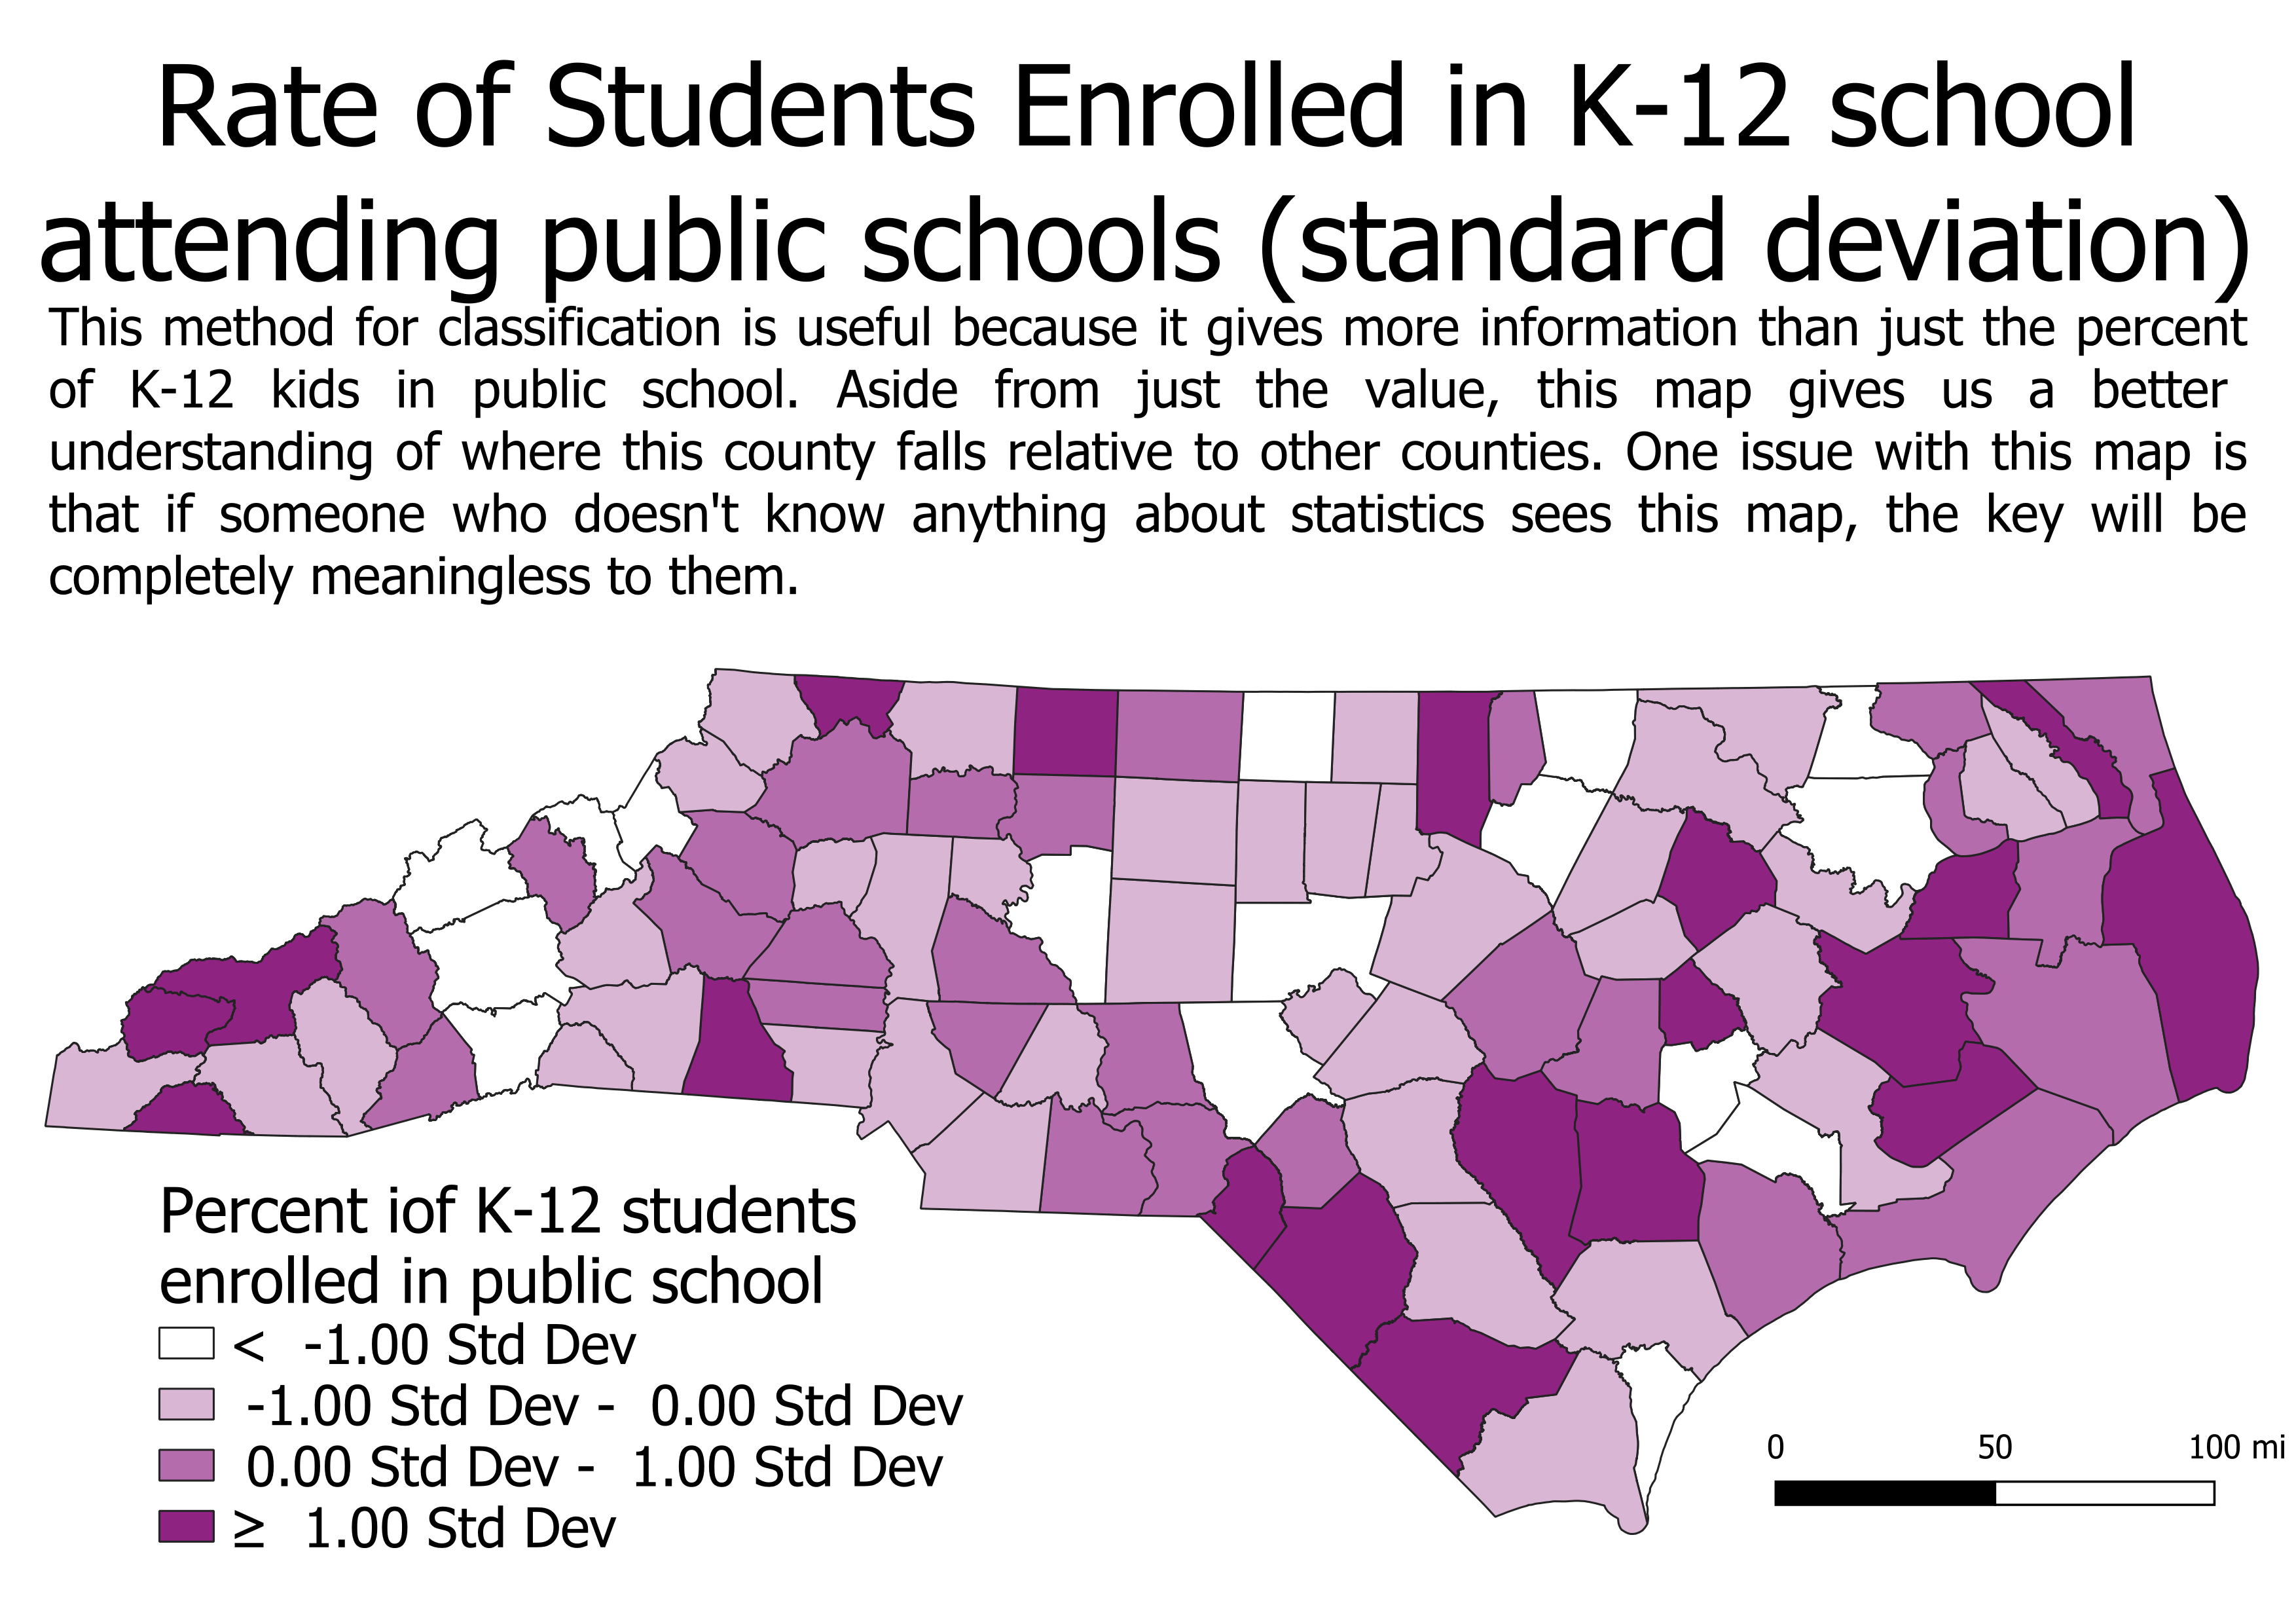 Rate of Students Enrolled in K-12 school
attending public schools (standard deviation)
This method for classification is useful because it gives more information than just the percent
of K-12 kids in public school. Aside from just the value, this map gives us a better
understanding of where this county falls relative to other counties. One issue with this map is
that if someone who doesn't know anything about statistics sees this map, the key will be
completely meaningless to them.
Percent iof K-12 students
enrolled in public school
< -1.00 Std Dev
-1.00 Std Dev - 0.00 Std Dev
0.00 Std Dev - 1.00 Std Dev
≥ 1.00 Std Dev
0 50 100 mi